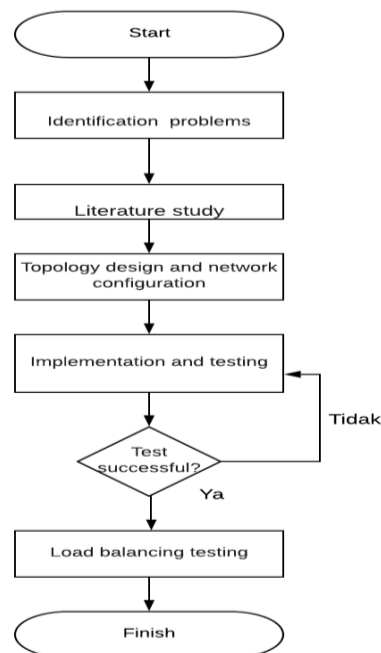 Start
Identification problems
Literature study
Topology design and network
configuration
Implementation and testing
Tidak
Test
successful?
Ya
Load balancing testing
Finish